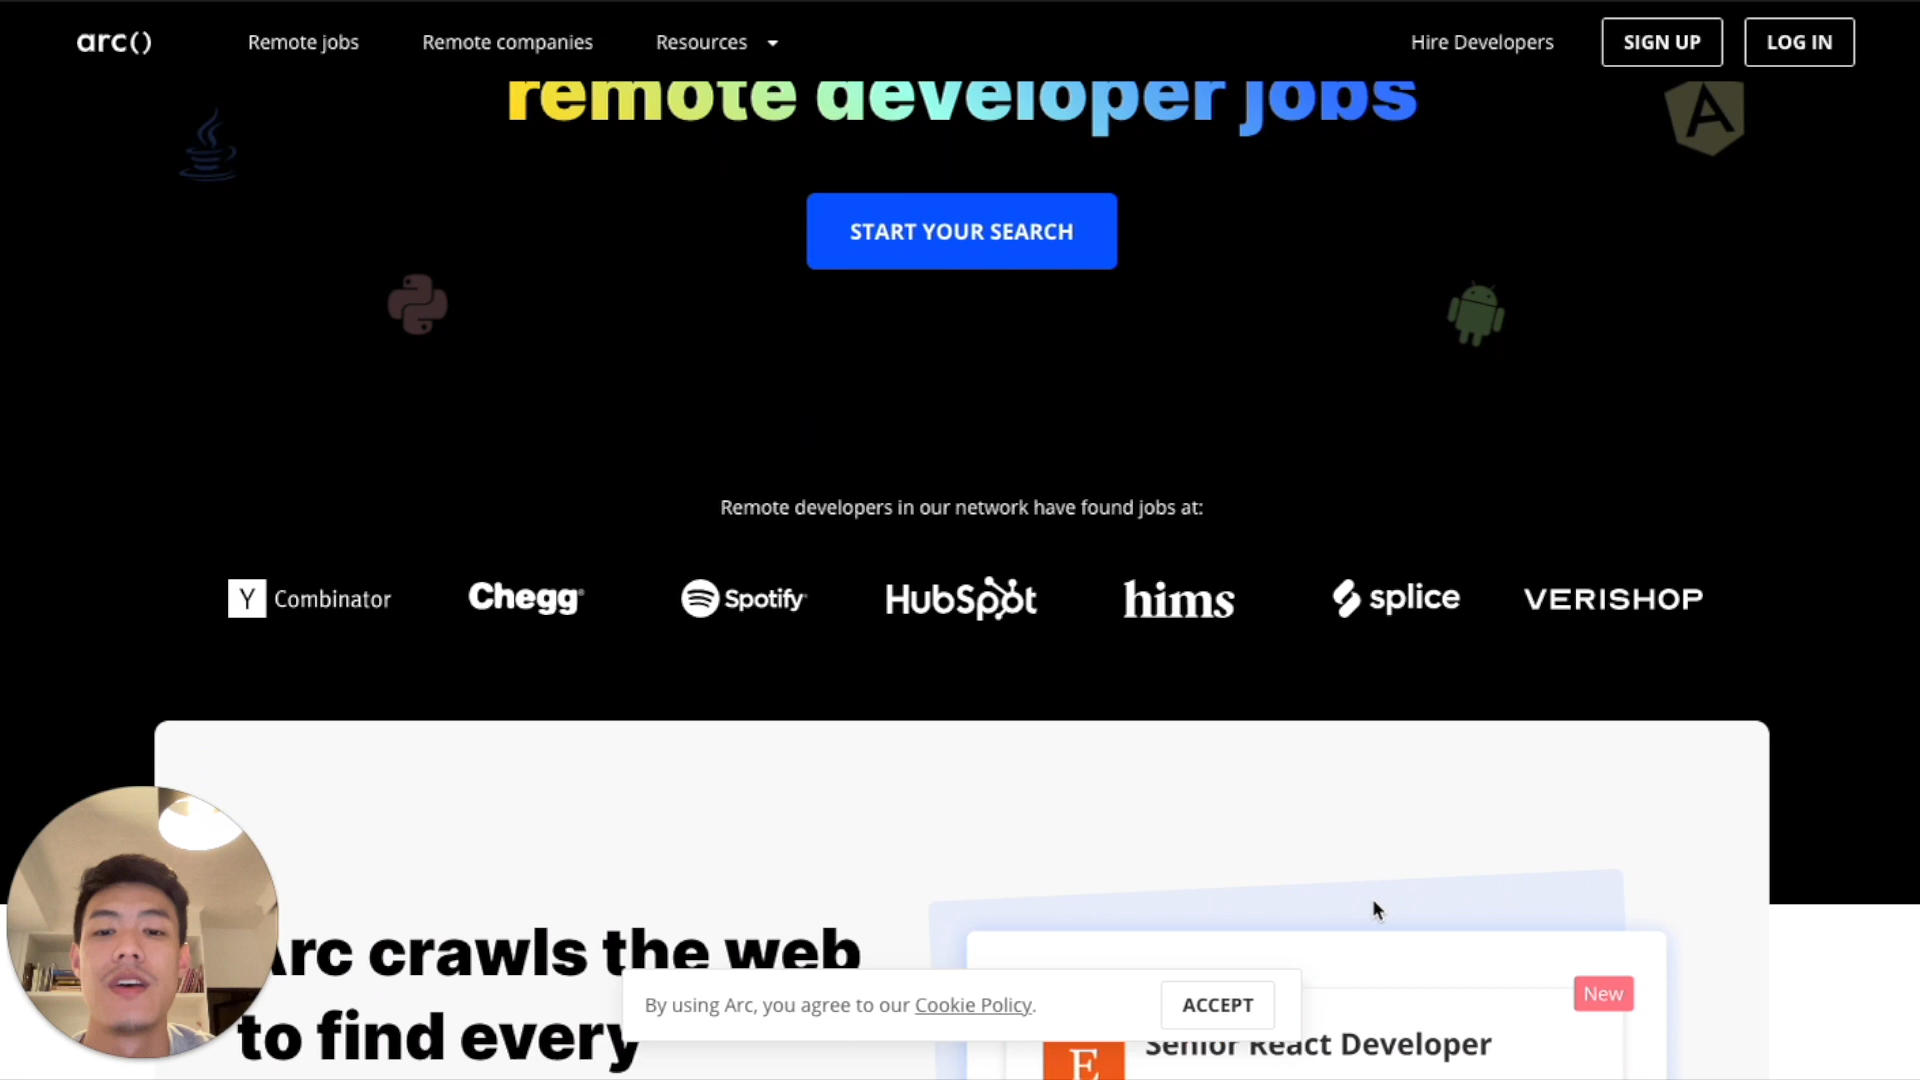 arc()
Remote jobs
Remote companies
Resources
Hire Developers
SIGN UP
LOG IN
remote developer jobs
START YOUR SEARCH
Remote developers in our network have found jobs at:
Y Combinator
Chegg
Spotify
HubSpot
hims
splice
VERISHOP
Arc crawls the web
to find every
By using Arc, you agree to our Cookie Policy.
ACCEPT
New
Senior React Developer
E